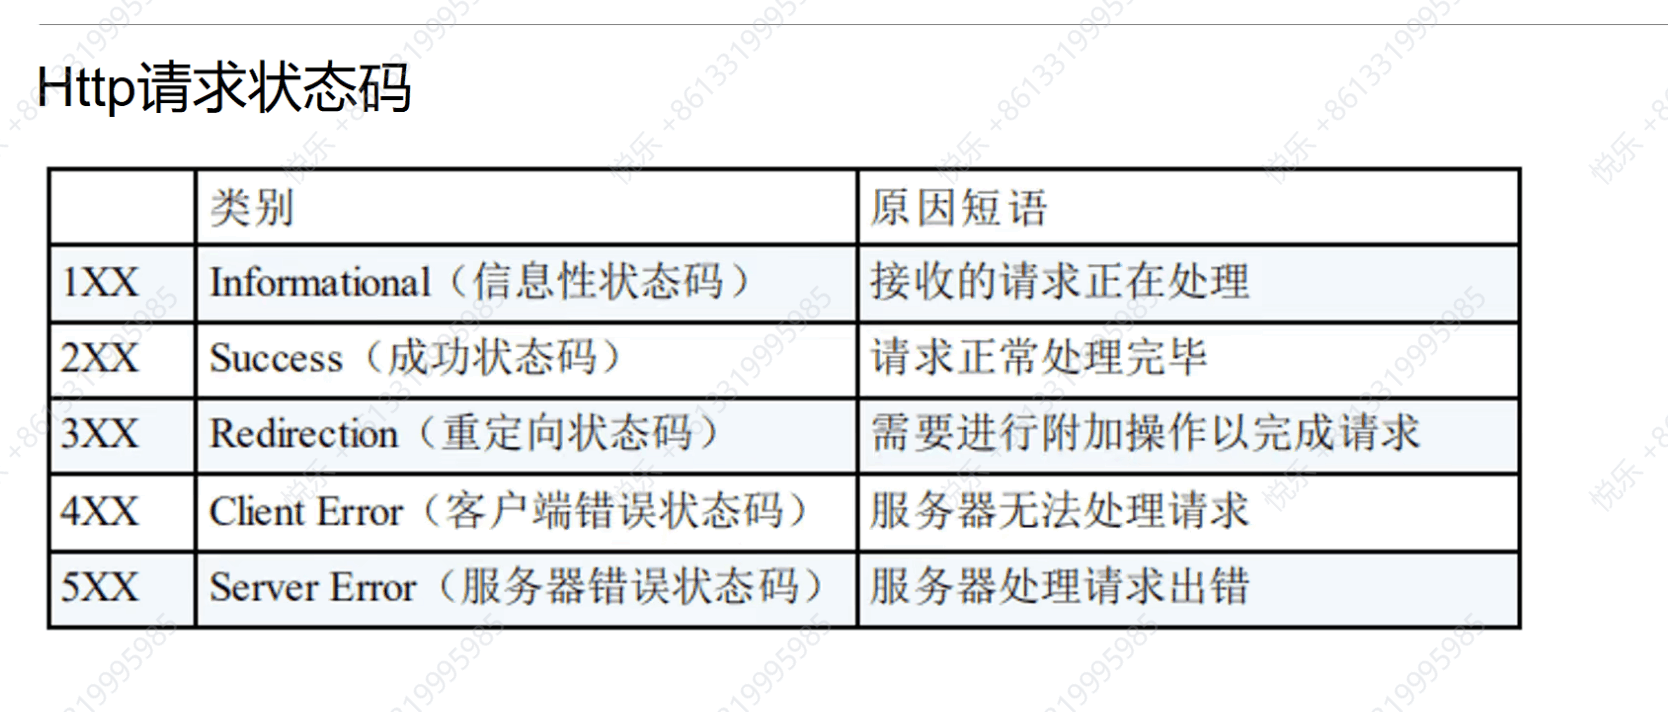 Http请求状态码
类别 原因短语
1XX Informational（信息性状态码） 接收的请求正在处理
2XX Success（成功状态码） 请求正常处理完毕
3XX Redirection（重定向状态码） 需要进行附加操作以完成请求
4XX Client Error（客户端错误状态码） 服务器无法处理请求
5XX Server Error（服务器错误状态码） 服务器处理请求出错
悦乐 +8613319995985